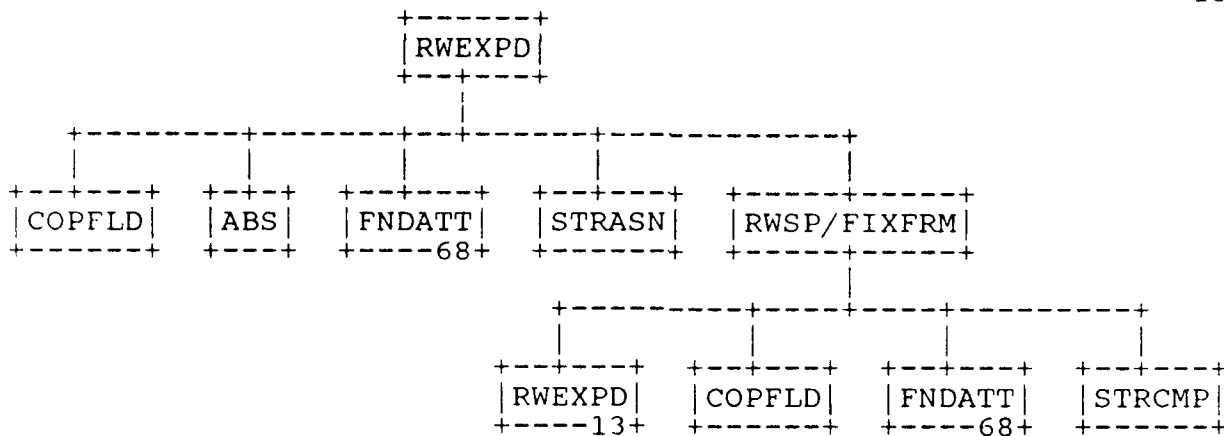 RWEXPD
COPFLD ABS FNDATT STRASN RWSP/FIXFRM
68
RWEXPD COPFLD FNDATT STRCMP
13 68